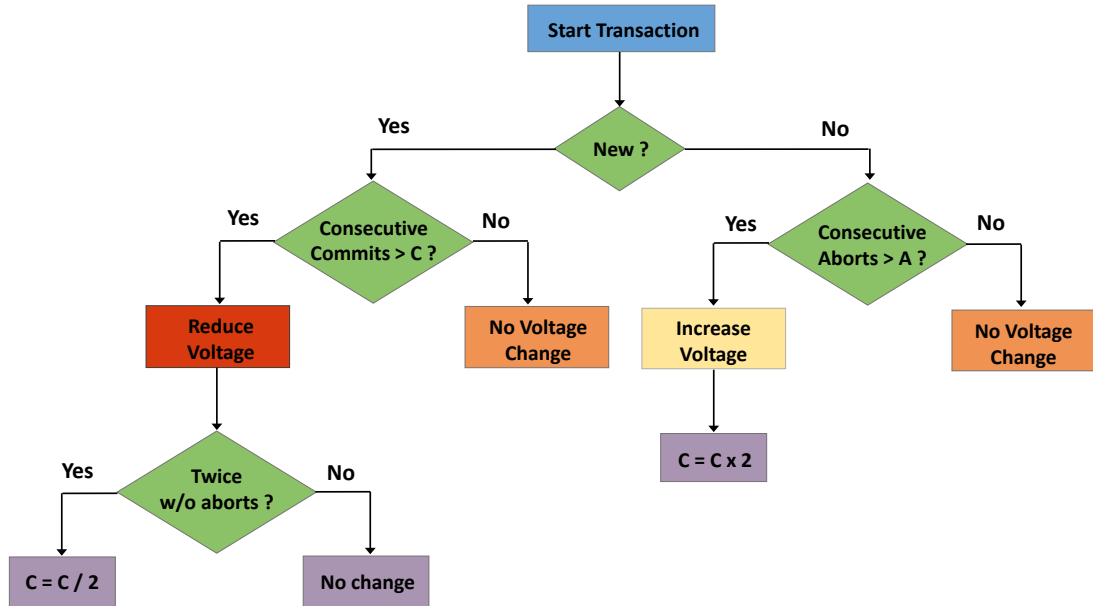 Start Transaction
Yes
No
New ?
Yes
Consecutive
Commits > C ?
No
Yes
Consecutive
Aborts > A ?
No
Reduce
Voltage
No Voltage
Change
Increase
Voltage
No Voltage
Change
Yes
Twice
w/o aborts ?
No
C = C x 2
C = C / 2
No change